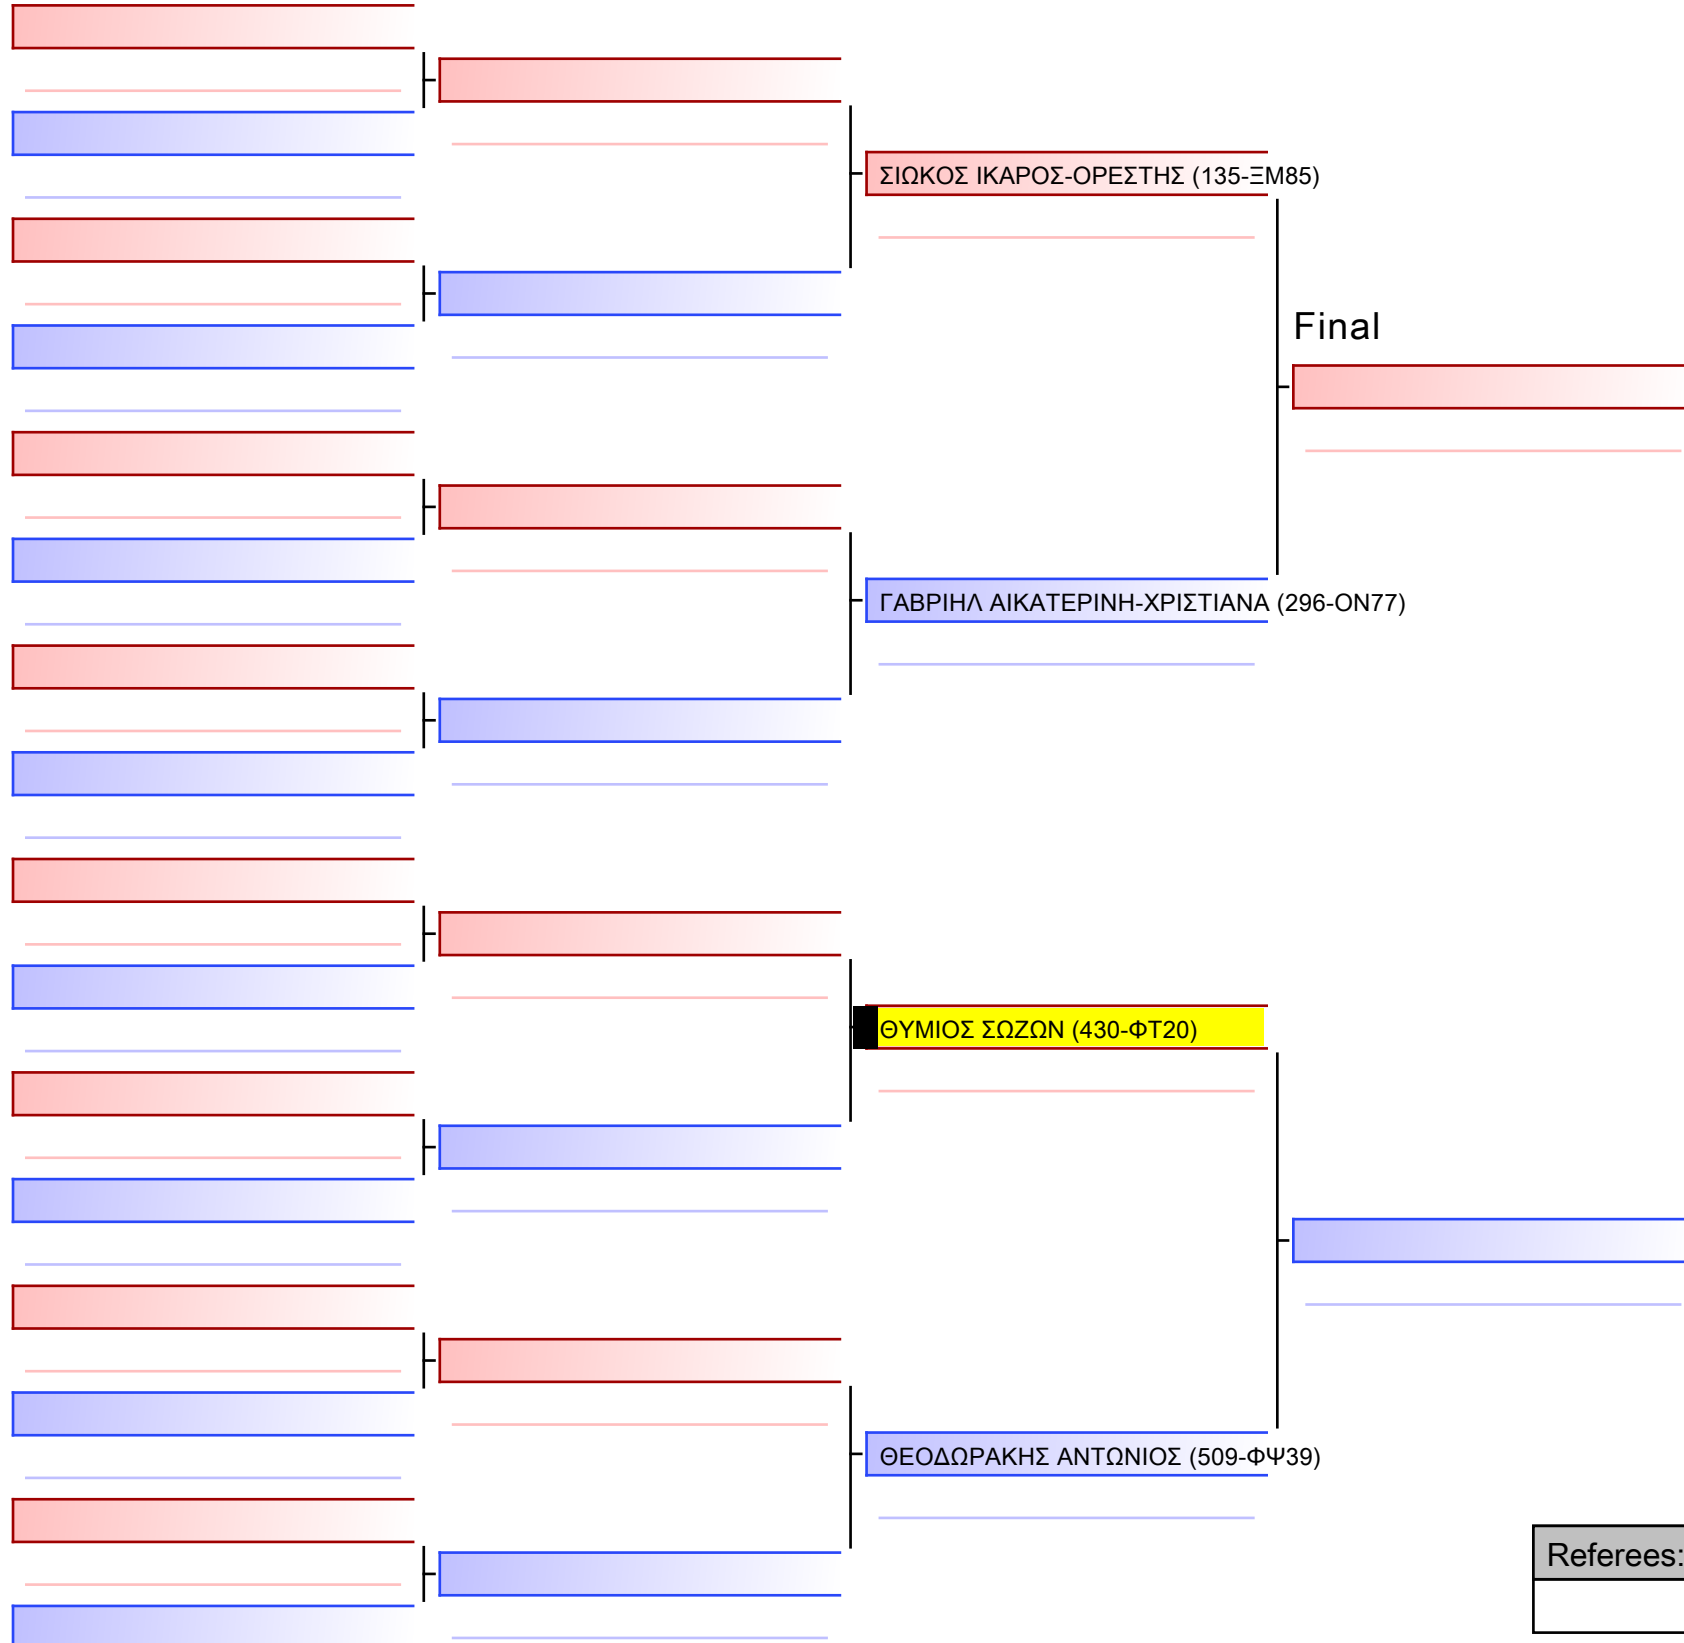 ΣΙΩΚΟΣ ΙΚΑΡΟΣ-ΟΡΕΣΤΗΣ (135-ΞΜ85)
Final
ΓΑΒΡΙΗΛ ΑΙΚΑΤΕΡΙΝΗ-ΧΡΙΣΤΙΑΝΑ (296-ΟΝ77)
ΘΥΜΙΟΣ ΣΩΖΩΝ (430-ΦΤ20)
ΘΕΟΔΩΡΑΚΗΣ ΑΝΤΩΝΙΟΣ (509-ΦΨ39)
Referees: